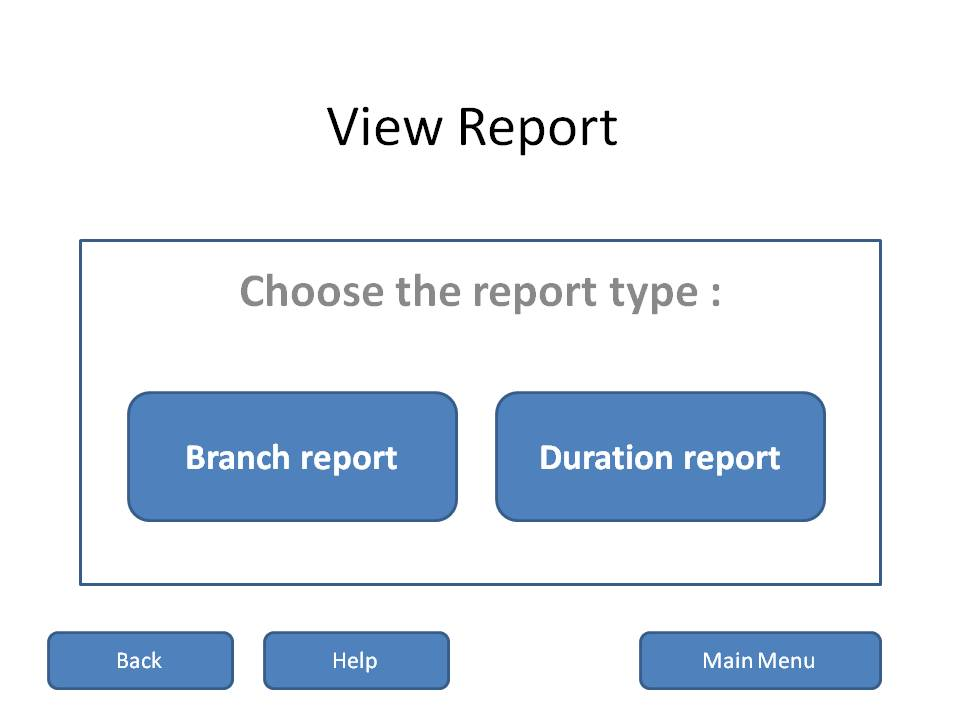 View Report
Choose the report type :
Branch report
Duration report
Back
Help
Main Menu